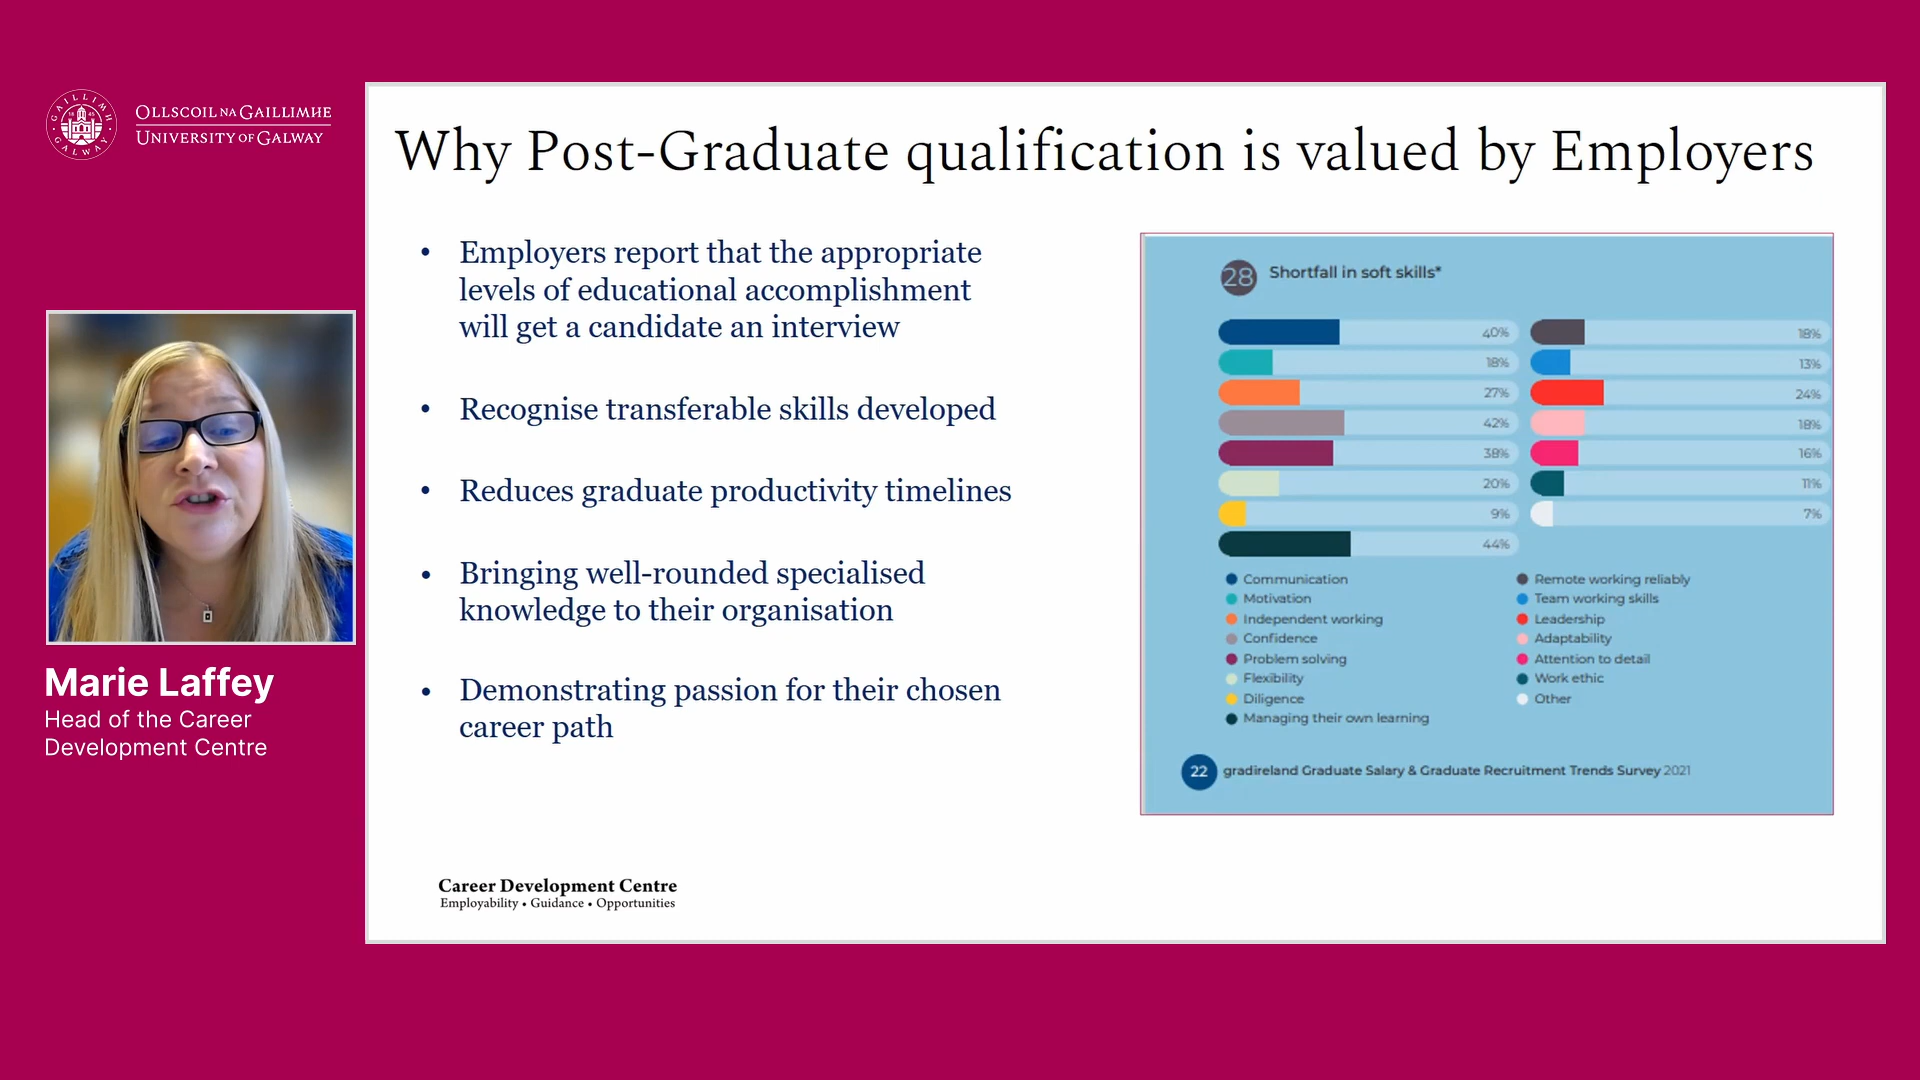 OLLSCOIL NA GAILLIMHE
UNIVERSITY OF GALWAY
GAILLIMH
1845
GALWAY
Why Post-Graduate qualification is valued by Employers
• Employers report that the appropriate
levels of educational accomplishment
will get a candidate an interview
• Recognise transferable skills developed
• Reduces graduate productivity timelines
• Bringing well-rounded specialised
knowledge to their organisation
• Demonstrating passion for their chosen
career path
28 Shortfall in soft skills*
40%
18%
27%
42%
38%
20%
9%
44%
18%
13%
24%
18%
16%
11%
7%
Communication
Motivation
Independent working
Confidence
Problem solving
Flexibility
Diligence
Managing their own learning
Remote working reliably
Team working skills
Leadership
Adaptability
Attention to detail
Work ethic
Other
22 gradireland Graduate Salary & Graduate Recruitment Trends Survey 2021
Career Development Centre
Employability • Guidance • Opportunities
Marie Laffey
Head of the Career
Development Centre